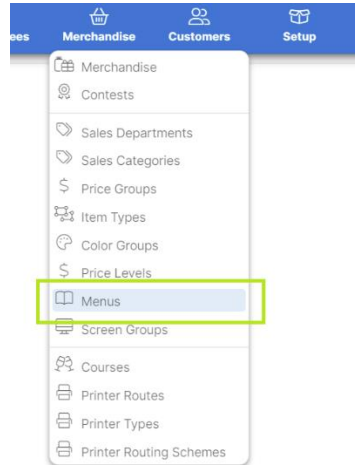 ees Merchandise Customers Setup
Merchandise
Contests
Sales Departments
Sales Categories
Price Groups
Item Types
Color Groups
Price Levels
Menus
Screen Groups
Courses
Printer Routes
Printer Types
Printer Routing Schemes